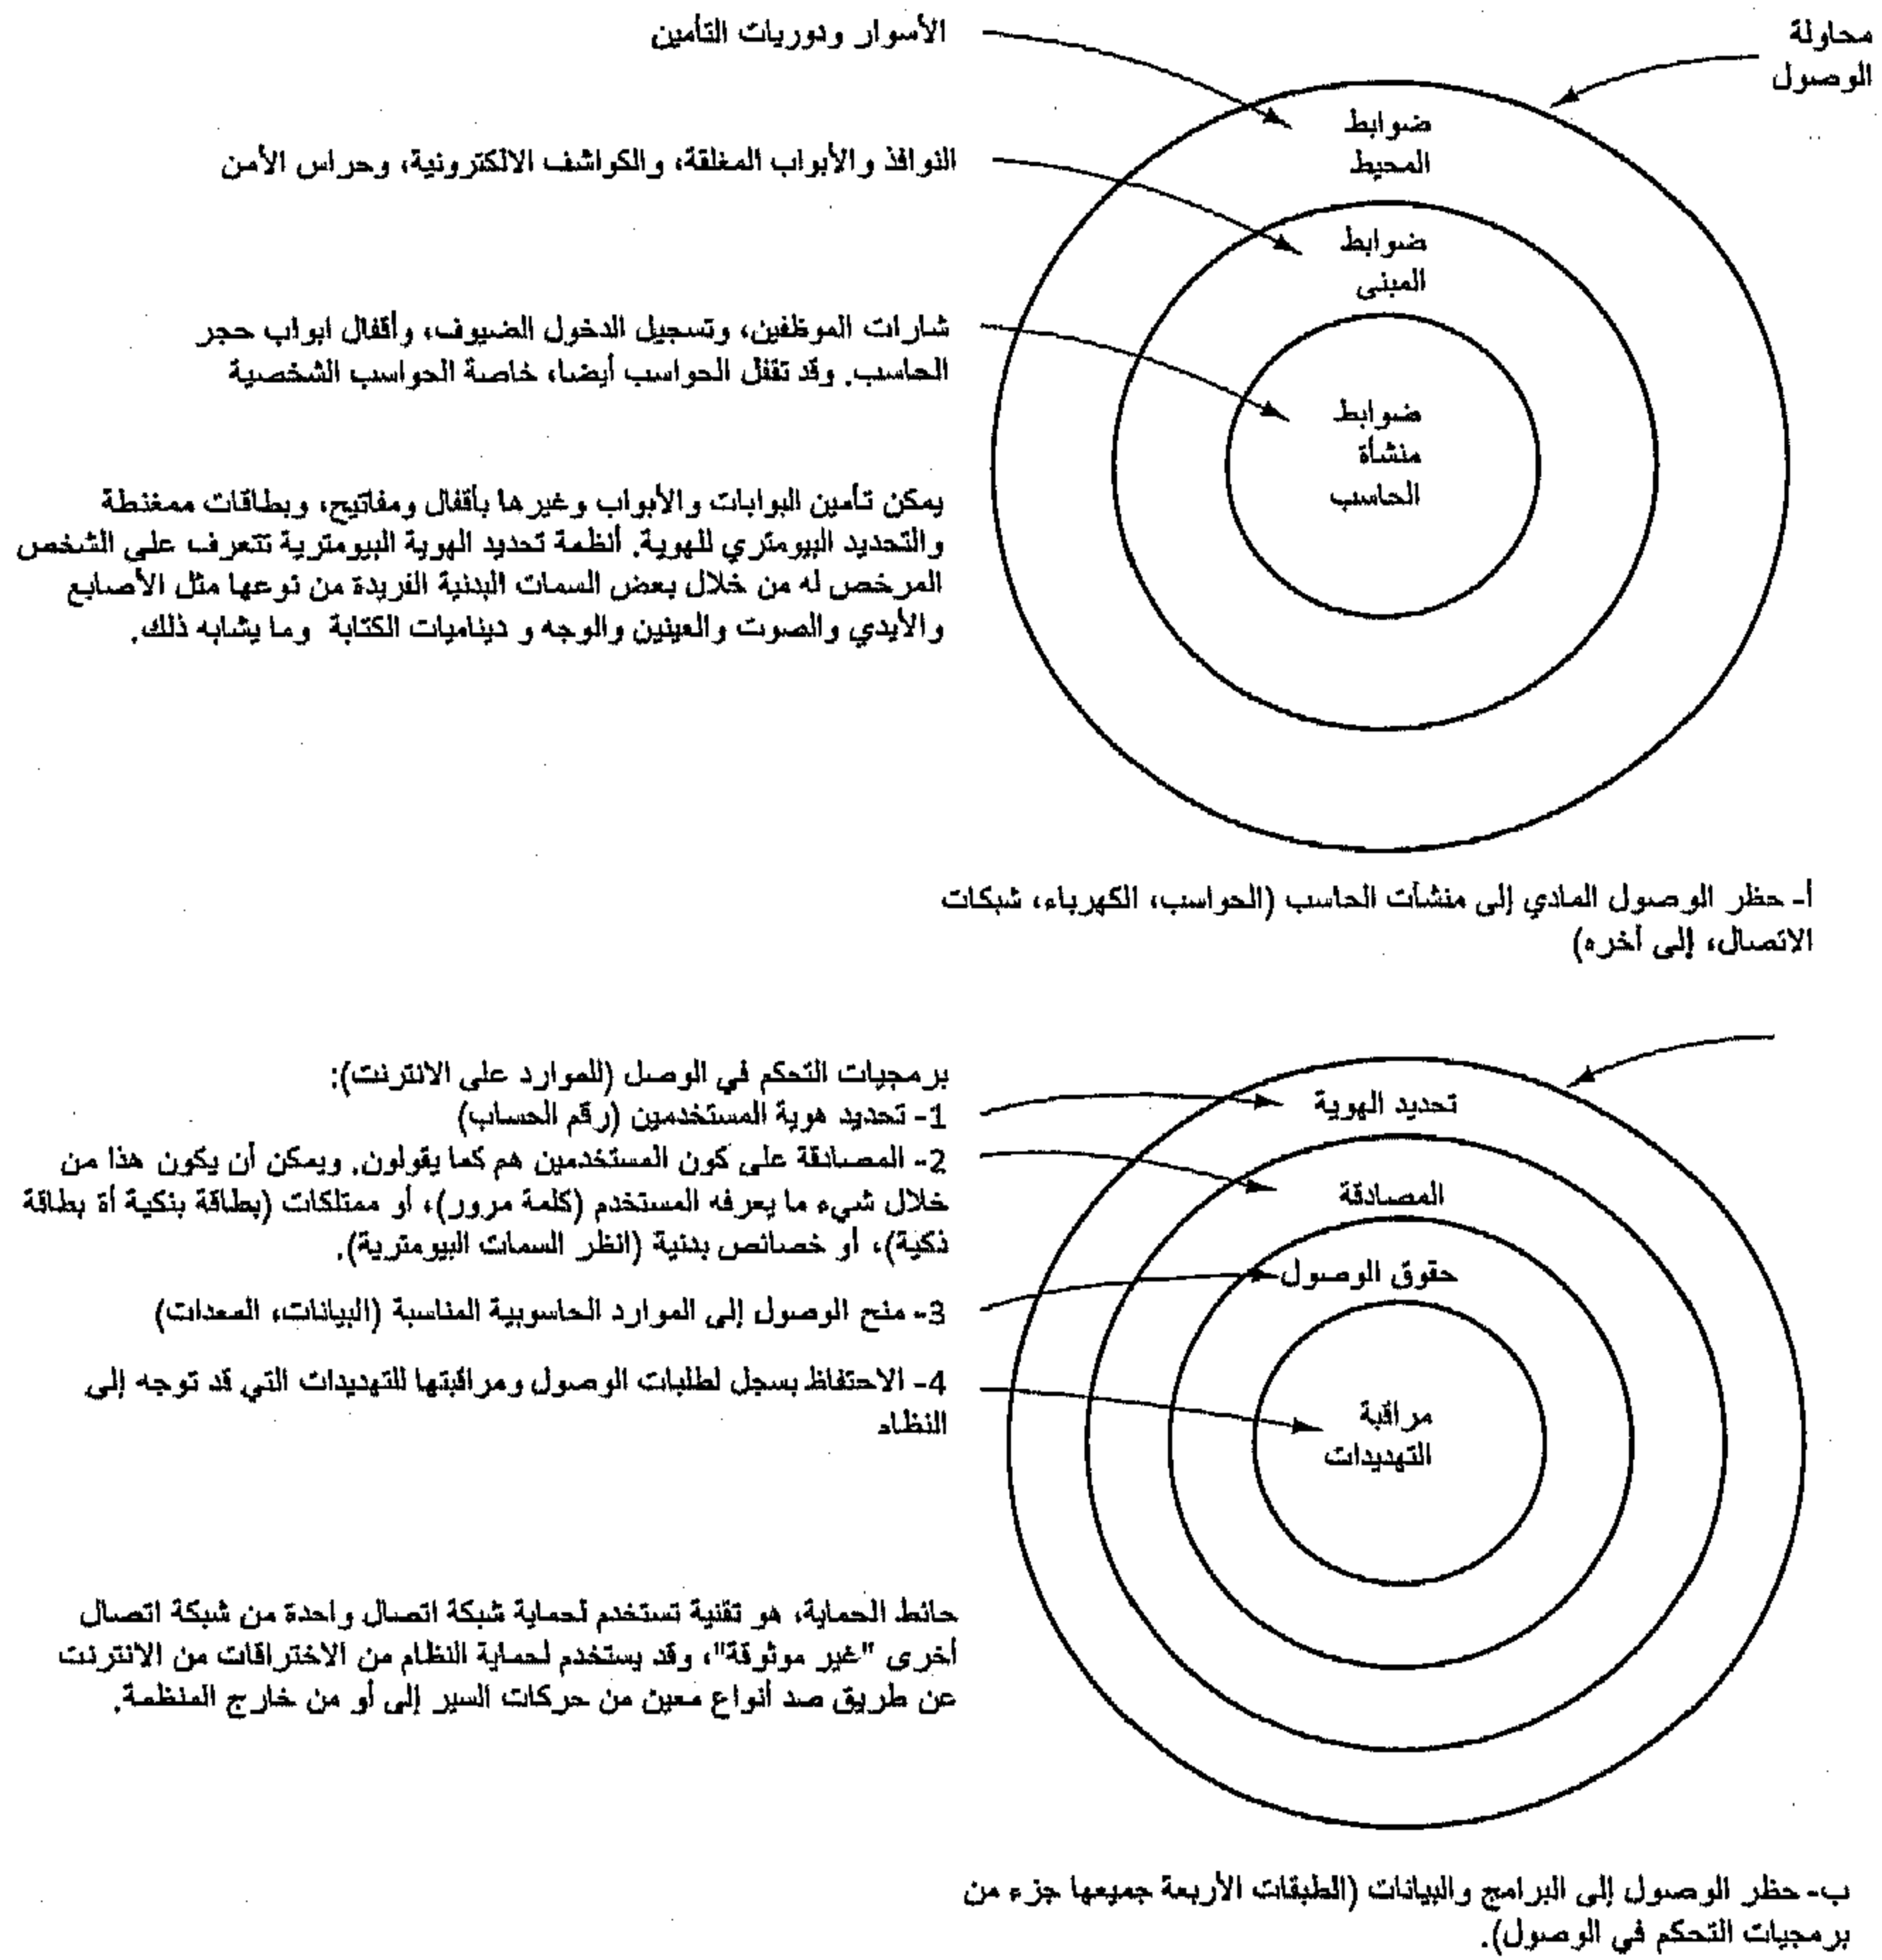 محاولة
الوصول
الأسوار ودوريات التأمين
ضوابط
المحيط
النوافذ والأبواب المغلقة، والكواشف الالكترونية، وحراس الأمن
ضوابط
المبنى
شارات الموظفين، وتسجيل الدخول الضيوف، وأقفال ابواب حجر
الحاسب. وقد تقفل الحواسب أيضا، خاصة الحواسب الشخصية
ضوابط
منشأة
الحاسب
يمكن تأمين البوابات والأبواب وغيرها بأقفال ومفاتيح، وبطاقات ممغنطة
والتحديد البيومتري للهوية. أنظمة تحديد الهوية البيومترية تتعرف على الشخص
المرخص له من خلال بعض السمات البدنية الفريدة من نوعها مثل الأصابع
والأيدي والصوت والعينين والوجه و ديناميات الكتابة وما يشابه ذلك.
أ- حظر الوصول المادي إلى منشآت الحاسب (الحواسب، الكهرباء، شبكات
الاتصال، إلى أخره)
برمجيات التحكم في الوصل (للموارد على الانترنت):
1- تحديد هوية المستخدمين (رقم الحساب)
تحديد الهوية
2- المصادقة على كون المستخدمين هم كما يقولون. ويمكن أن يكون هذا من
خلال شيء ما يعرفه المستخدم (كلمة مرور)، أو ممتلكات (بطاقة بنكية أة بطاقة
ذكية)، أو خصائص بدنية (انظر السمات البيومترية).
المصادقة
حقوق الوصول
3- منح الوصول إلى الموارد الحاسوبية المناسبة (البيانات، المعدات)
4- الاحتفاظ بسجل لطلبات الوصول ومراقبتها للتهديدات التي قد توجه إلى
النظاد
مراقبة
التهديدات
حائط الحماية، هو تقنية تستخدم لحماية شبكة اتصال واحدة من شبكة اتصال
أخرى "غير موثوقة"، وقد يستخدم لحماية النظام من الاختراقات من الانترنت
عن طريق صد أنواع معين من حركات السير إلى أو من خارج المنظمة.
ب- حظر الوصول إلى البرامج والبيانات (الطبقات الأربعة جميعها جزء من
برمجيات التحكم في الوصول).